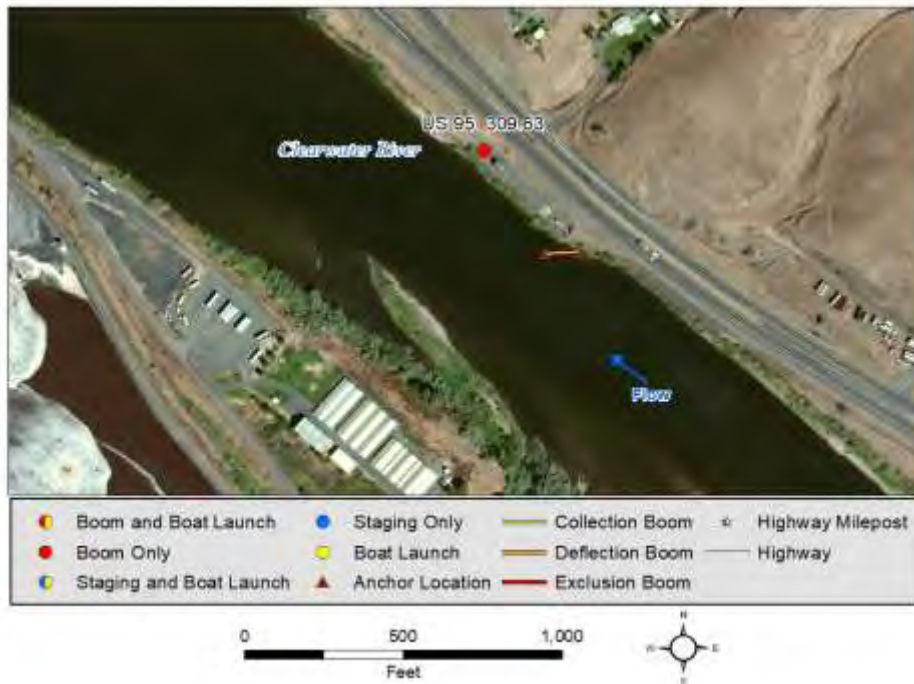 US 95 309.63
Clearwater River
Flow
Boom and Boat Launch
Staging Only
Collection Boom
Highway Milepost
Boom Only
Boat Launch
Deflection Boom
Highway
Staging and Boat Launch
Anchor Location
Exclusion Boom
0 500 1,000
Feet
N
W E
S